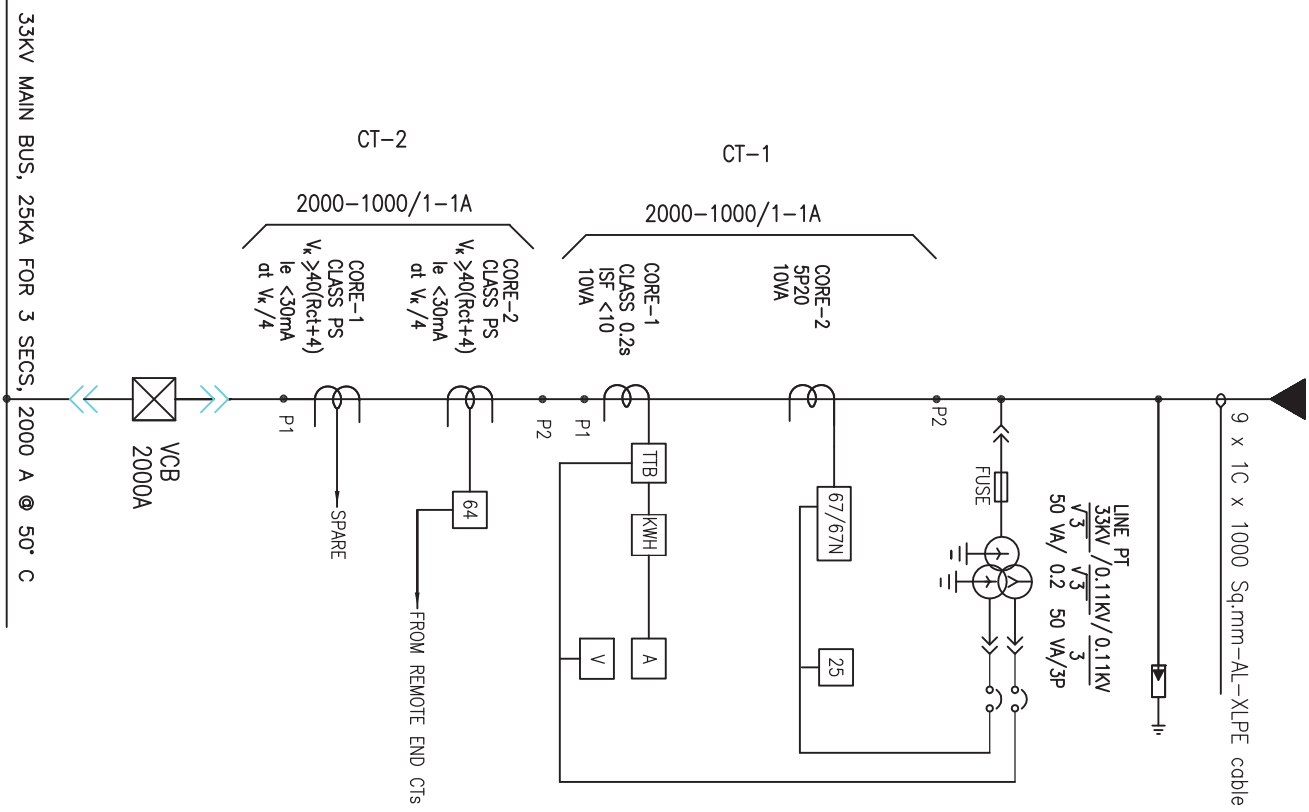 33KV MAIN BUS, 25KA FOR 3 SECS, 2000 A @ 50° C
CT-2
2000-1000/1-1A
CORE-1
CLASS PS
VK ≥40(Rct+4)
Ie <30mA
at VK/4
CORE-2
CLASS PS
VK ≥40(Rct+4)
Ie <30mA
at VK/4
CT-1
2000-1000/1-1A
CORE-1
CLASS 0.2s
ISF <10
10VA
CORE-2
5P20
10VA
VCB
2000A
P1
P2
P1
P2
SPARE
64
FROM REMOTE END CTs
TTB
KWH
A
V
67/67N
25
FUSE
LINE PT
33KV/0.11KV/0.11KV
√3 √3 3
50 VA/ 0.2 50 VA/3P
9 x 1C x 1000 Sq.mm-AL-XLPE cable